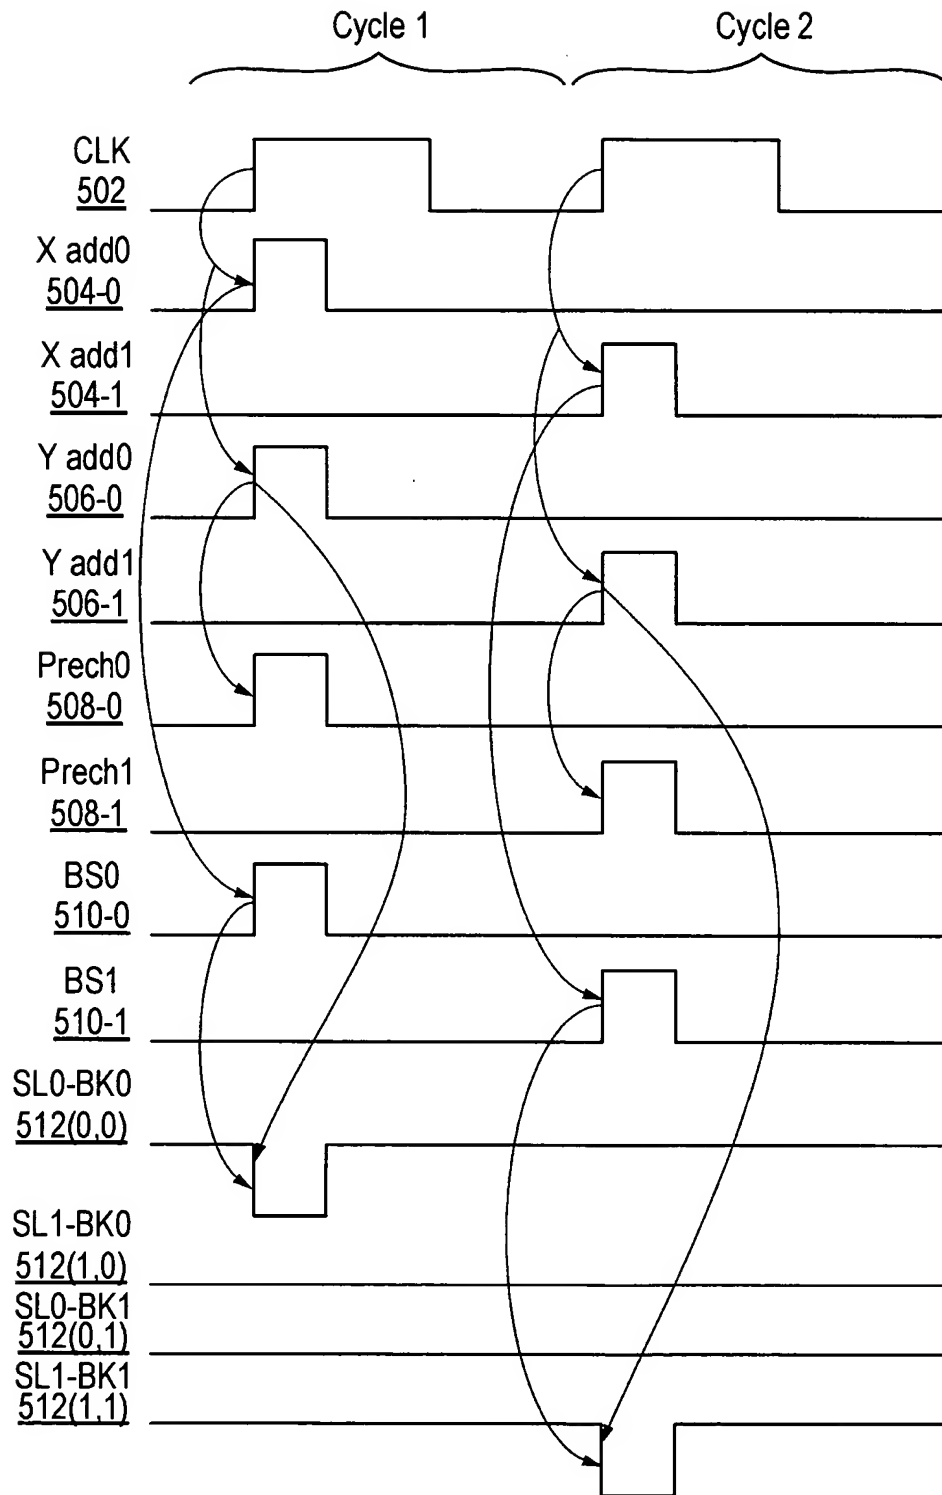 Cycle 1
Cycle 2
CLK
502
X add0
504-0
X add1
504-1
Y add0
506-0
Y add1
506-1
Prech0
508-0
Prech1
508-1
BS0
510-0
BS1
510-1
SL0-BK0
512(0,0)
SL1-BK0
512(1,0)
SL0-BK1
512(0,1)
SL1-BK1
512(1,1)